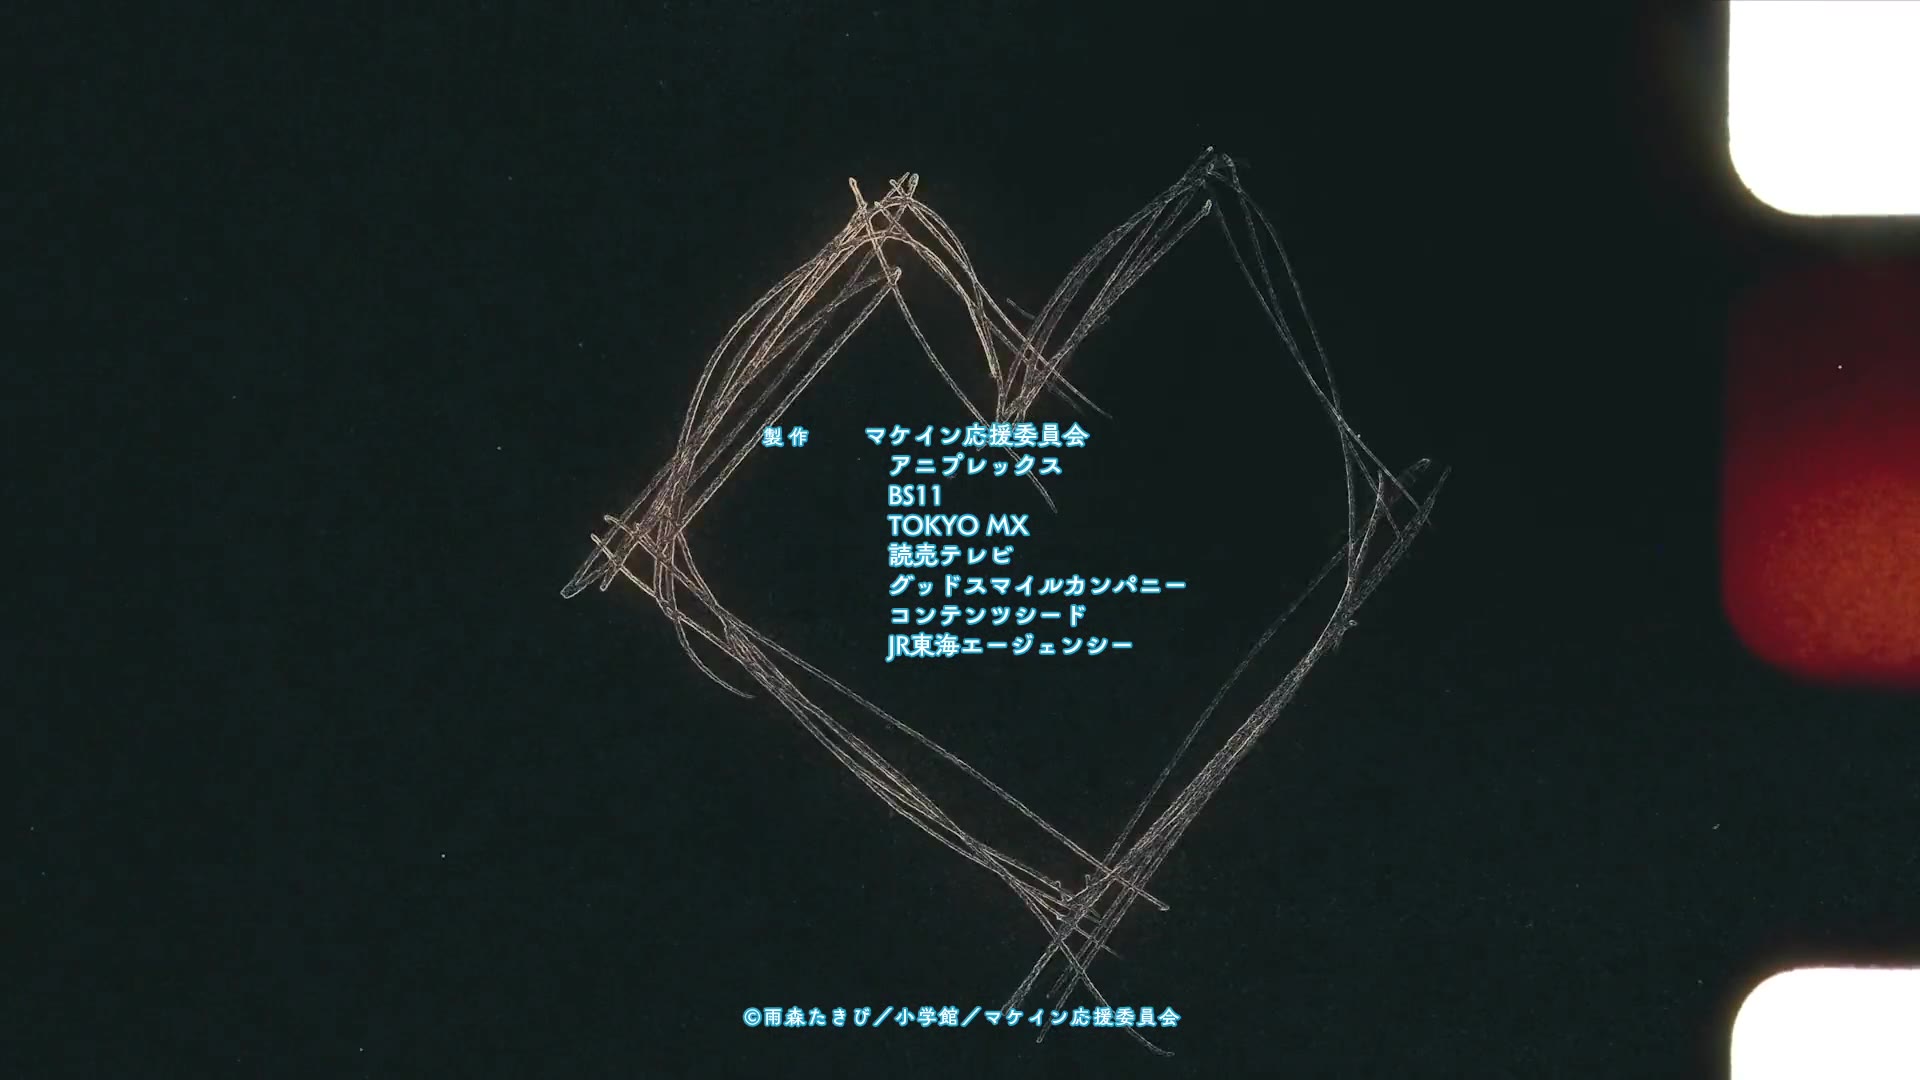 製作 マケイン応援委員会
アニプレックス
BS11
TOKYO MX
読売テレビ
グッドスマイルカンパニー
コンテンツシード
JR東海エージェンシー
©雨森たきび／小学館／マケイン応援委員会